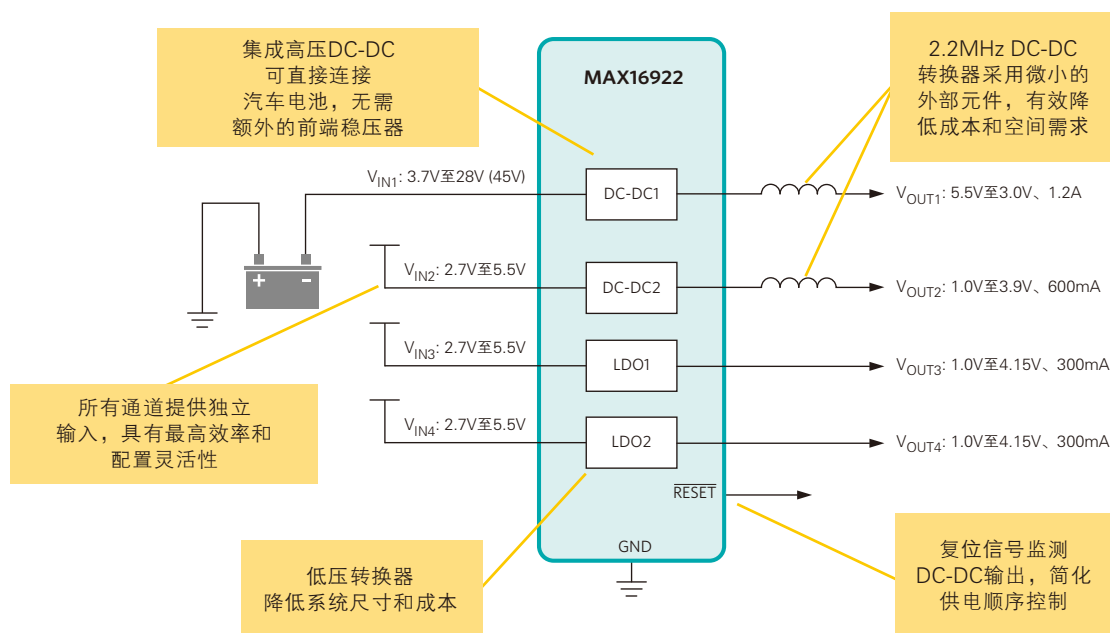 集成高压DC-DC
可直接连接
汽车电池，无需
额外的前端稳压器
MAX16922
2.2MHz DC-DC
转换器采用微小的
外部元件，有效降
低成本和空间需求
VIN1: 3.7V至28V (45V)
DC-DC1
VOUT1: 5.5V至3.0V、1.2A
+ -
VIN2: 2.7V至5.5V
DC-DC2
VOUT2: 1.0V至3.9V、600mA
VIN3: 2.7V至5.5V
LDO1
VOUT3: 1.0V至4.15V、300mA
所有通道提供独立
输入，具有最高效率和
配置灵活性
VIN4: 2.7V至5.5V
LDO2
VOUT4: 1.0V至4.15V、300mA
RESET
GND
低压转换器
降低系统尺寸和成本
复位信号监测
DC-DC输出，简化
供电顺序控制